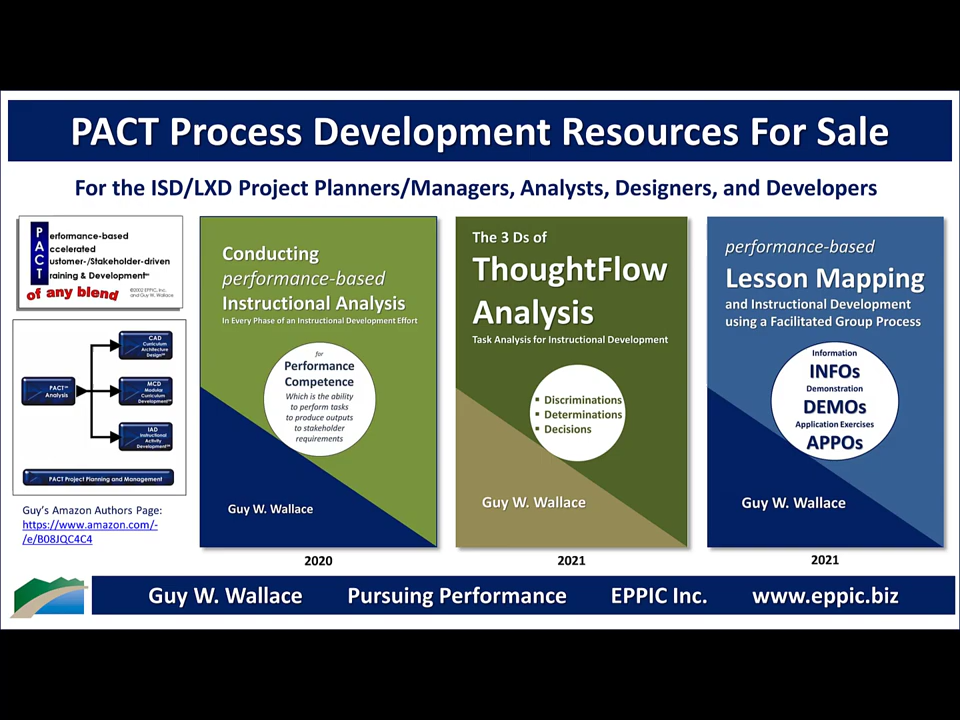 PACT Process Development Resources For Sale
For the ISD/LXD Project Planners/Managers, Analysts, Designers, and Developers
Performance-based
Accelerated
Customer-/Stakeholder-driven
Training & Development℠
of any blend
©2002 EPPIC, Inc.
and Guy W. Wallace
PACT℠
Analysis
CAD
Curriculum
Architecture
Design℠
MCD
Modular
Curriculum
Development℠
IAD
Instructional
Activity
Development℠
PACT Project Planning and Management
Guy's Amazon Authors Page:
https://www.amazon.com/-
/e/B08JQC4C4
Conducting
performance-based
Instructional Analysis
In Every Phase of an Instructional Development Effort
for
Performance
Competence
Which is the ability
to perform tasks
to produce outputs
to stakeholder
requirements
Guy W. Wallace
2020
The 3 Ds of
ThoughtFlow
Analysis
Task Analysis for Instructional Development
▪ Discriminations
▪ Determinations
▪ Decisions
Guy W. Wallace
2021
performance-based
Lesson Mapping
and Instructional Development
using a Facilitated Group Process
Information
INFOs
Demonstration
DEMOs
Application Exercises
APPOs
Guy W. Wallace
2021
Guy W. Wallace Pursuing Performance EPPIC Inc. www.eppic.biz